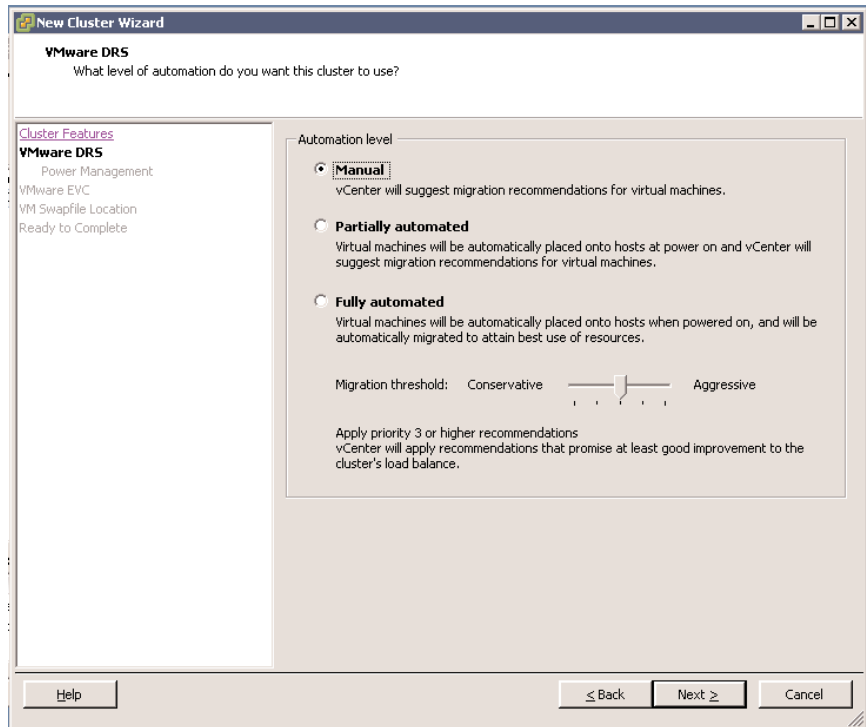 New Cluster Wizard
VMware DRS
What level of automation do you want this cluster to use?
Cluster Features
VMware DRS
Power Management
VMware EVC
VM Swapfile Location
Ready to Complete
Automation level
Manual
vCenter will suggest migration recommendations for virtual machines.
Partially automated
Virtual machines will be automatically placed onto hosts at power on and vCenter will
suggest migration recommendations for virtual machines.
Fully automated
Virtual machines will be automatically placed onto hosts when powered on, and will be
automatically migrated to attain best use of resources.
Migration threshold: Conservative Aggressive
Apply priority 3 or higher recommendations
vCenter will apply recommendations that promise at least good improvement to the
cluster's load balance.
Help < Back Next > Cancel